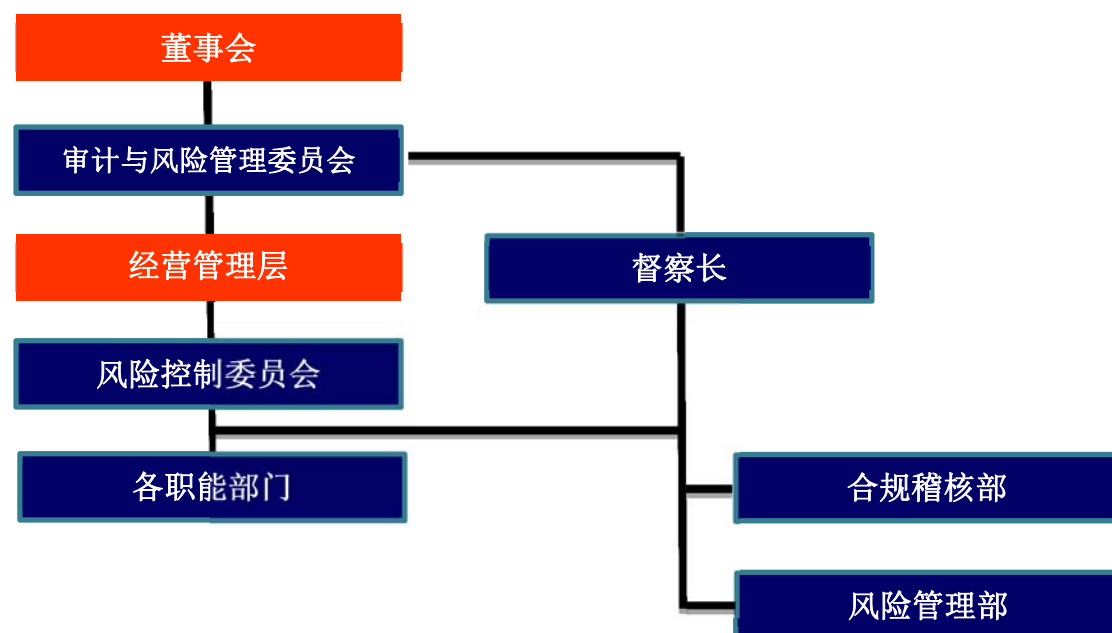 董事会
审计与风险管理委员会
经营管理层
督察长
风险控制委员会
各职能部门
合规稽核部
风险管理部